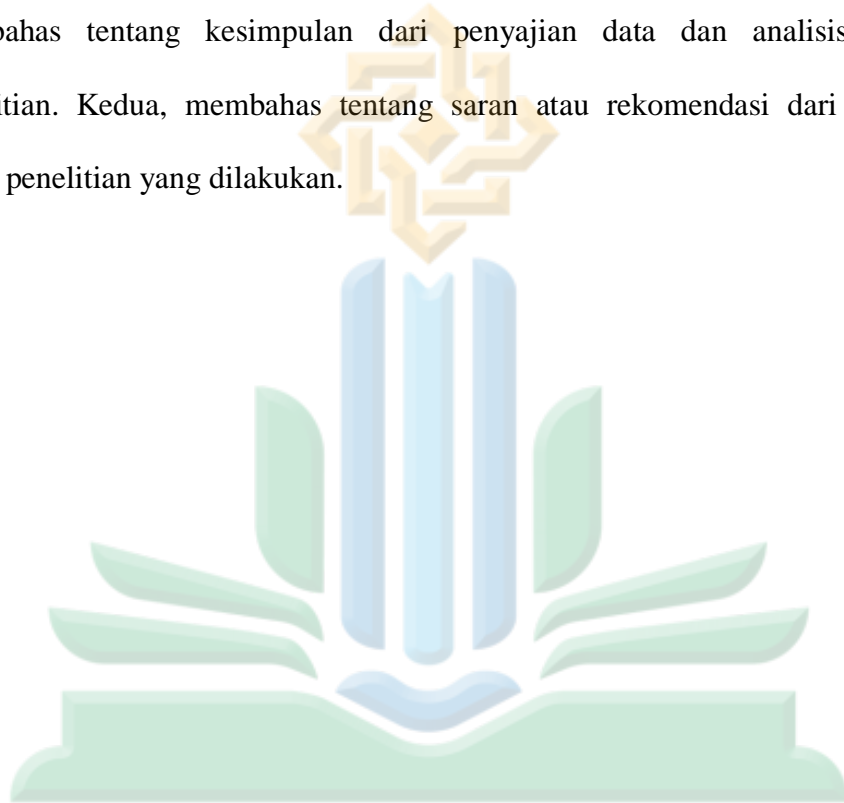 bahas tentang kesimpulan dari penyajian data dan analisis
itian. Kedua, membahas tentang saran atau rekomendasi dari
penelitian yang dilakukan.